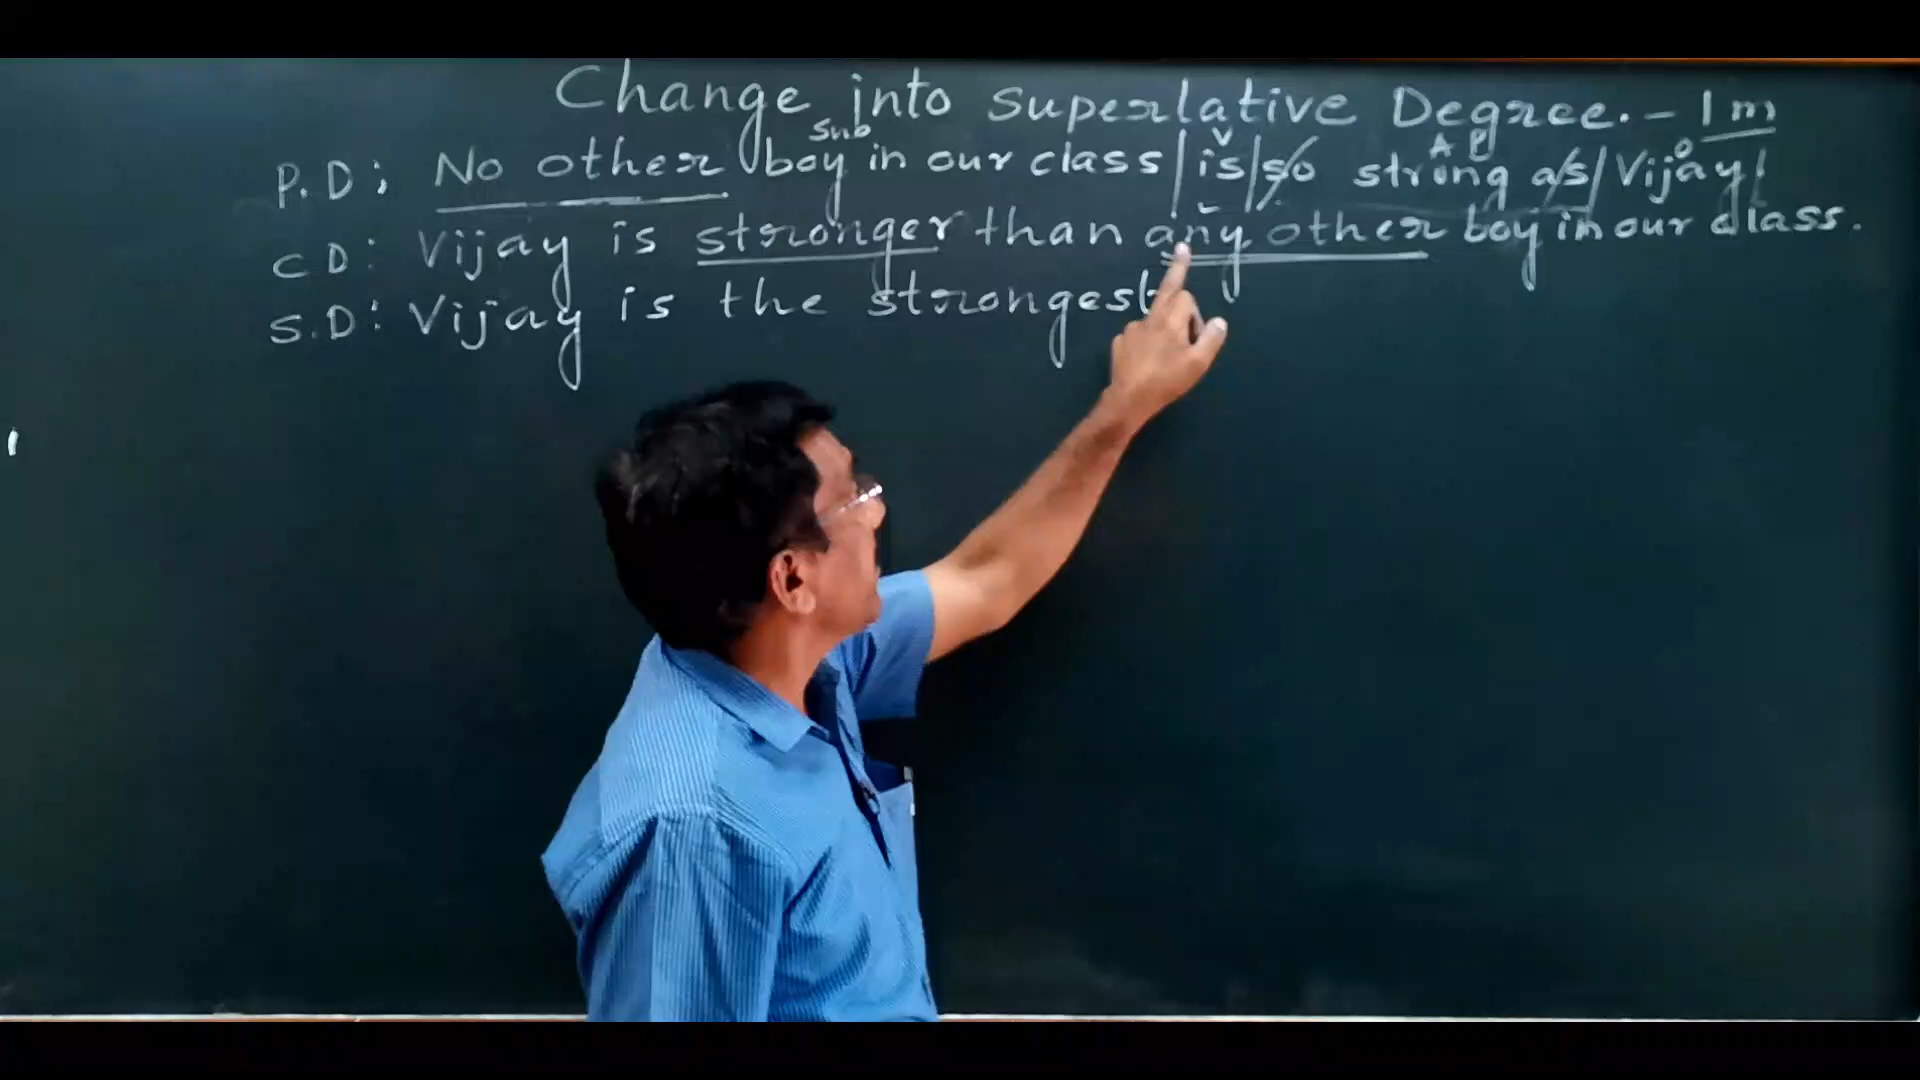 Change into Superlative Degree. - 1 m
Sub V A P O
P.D: No other boy in our class | is | so strong as | Vijay.
C D: Vijay is stronger than any other boy in our class.
S.D: Vijay is the strongest